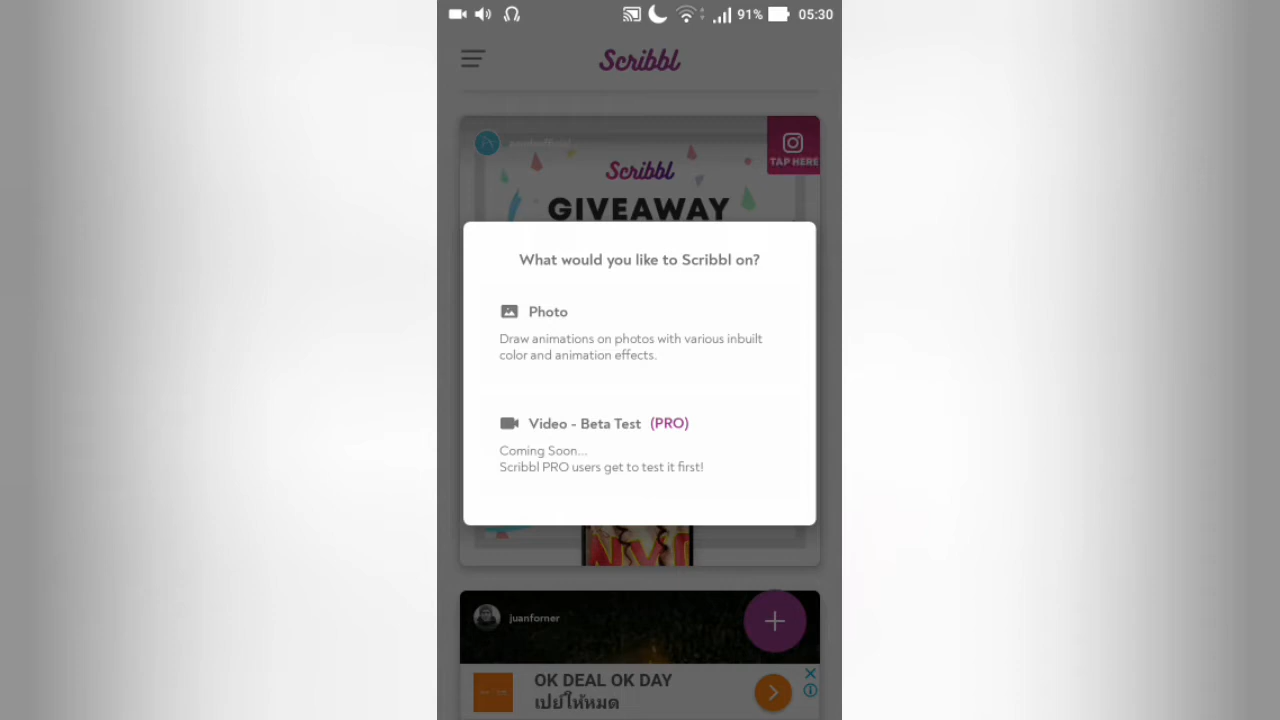 91% 05:30
Scribbl
TAP HERE
Scribbl
GIVEAWAY
What would you like to Scribbl on?
Photo
Draw animations on photos with various inbuilt
color and animation effects.
Video - Beta Test (PRO)
Coming Soon...
Scribbl PRO users get to test it first!
juanforner
OK DEAL OK DAY
เปย์ให้หมด